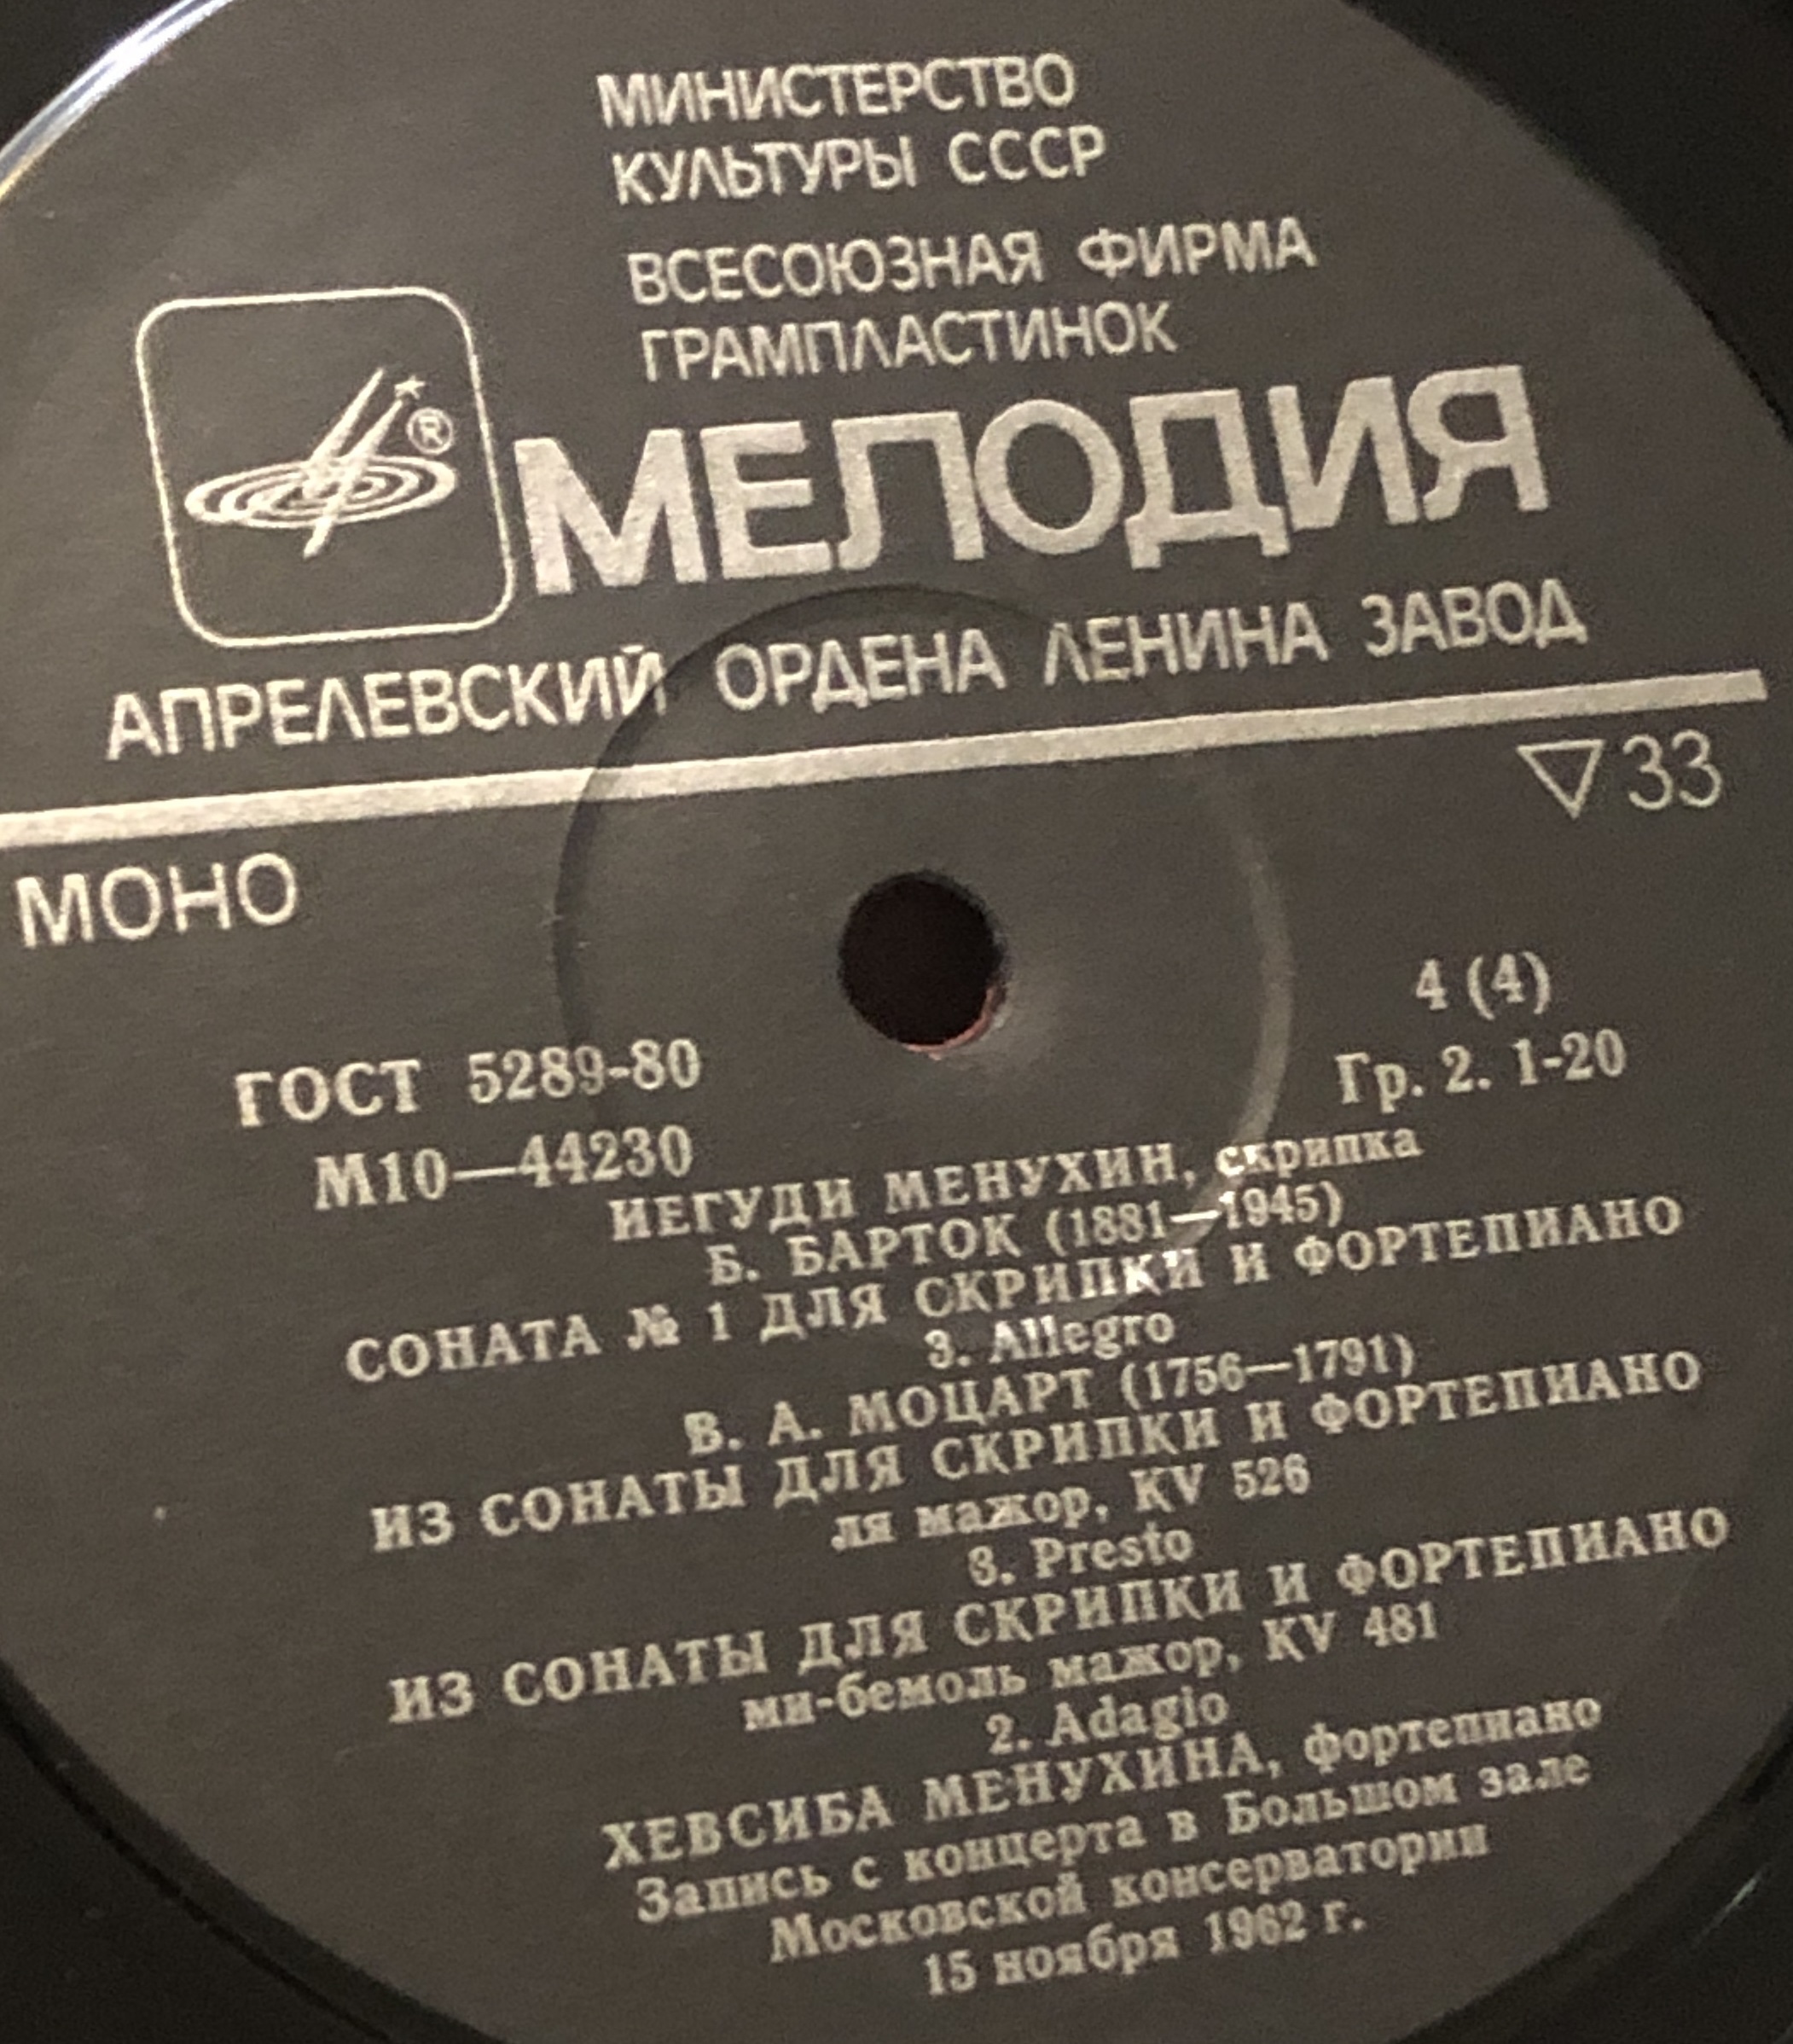 МИНИСТЕРСТВО
КУЛЬТУРЫ СССР
ВСЕСОЮЗНАЯ ФИРМА
ГРАМПЛАСТИНОК
®
МЕЛОДИЯ
АПРЕЛЕВСКИЙ ОРДЕНА ЛЕНИНА ЗАВОД
▽33
МОНО
4 (4)
ГОСТ 5289-80
Гр. 2. 1-20
М10—44230
ИЕГУДИ МЕНУХИН, скрипка
Б. БАРТОК (1881—1945)
СОНАТА № 1 ДЛЯ СКРИПКИ И ФОРТЕПИАНО
3. Allegro
В. А. МОЦАРТ (1756—1791)
ИЗ СОНАТЫ ДЛЯ СКРИПКИ И ФОРТЕПИАНО
ля мажор, KV 526
3. Presto
ИЗ СОНАТЫ ДЛЯ СКРИПКИ И ФОРТЕПИАНО
ми-бемоль мажор, KV 481
2. Adagio
ХЕВСИБА МЕНУХИНА, фортепиано
Запись с концерта в Большом зале
Московской консерватории
15 ноября 1962 г.